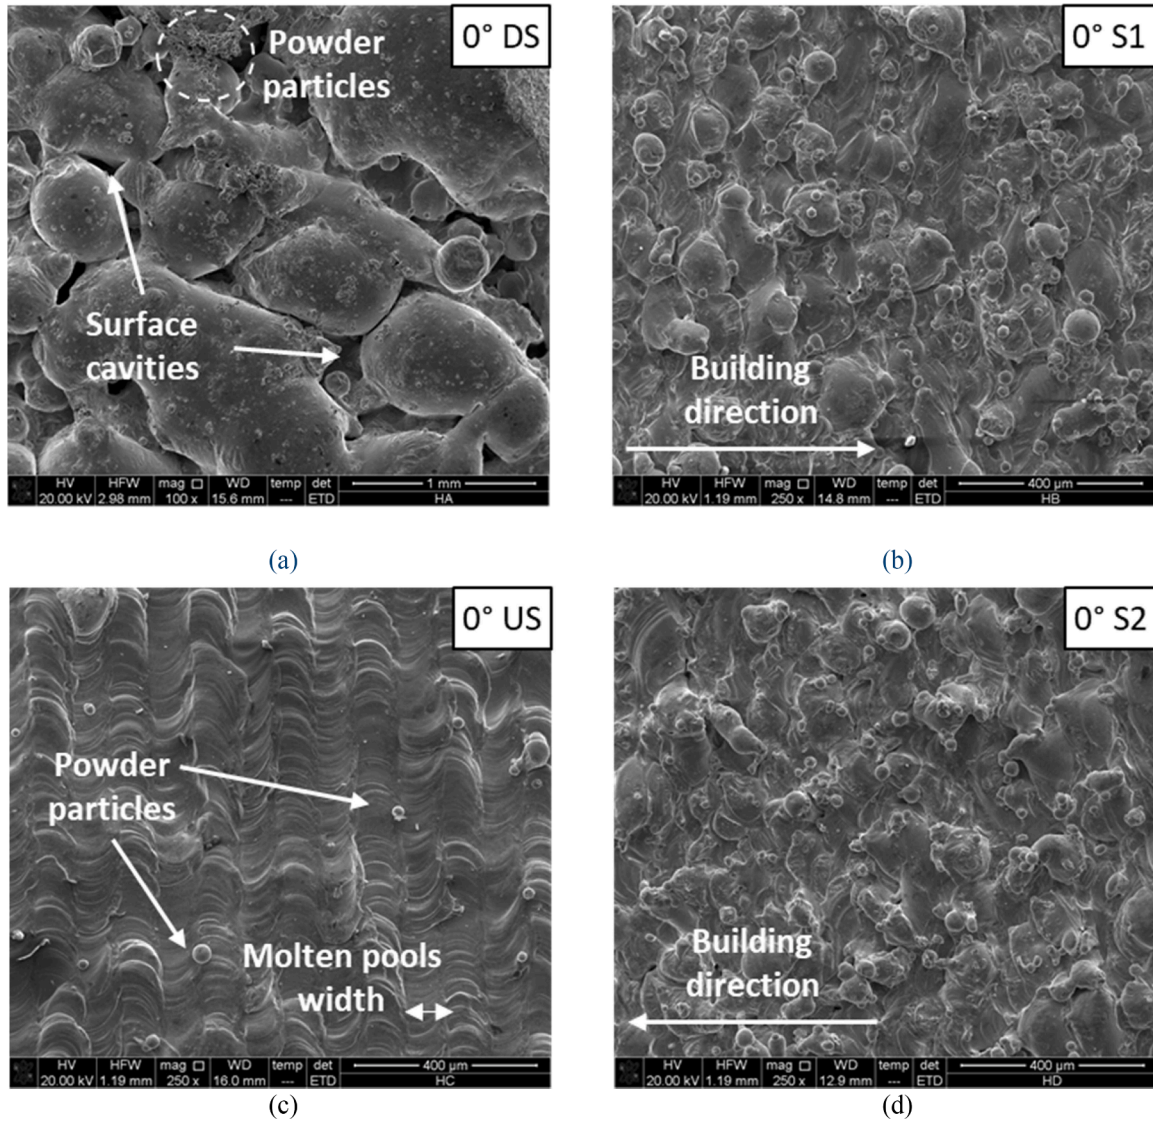 0° DS
Powder
particles
Surface
cavities
HV HFW mag WD temp det 1 mm
20.00 kV 2.98 mm 100 x 15.6 mm --- ETD HA
(a)
0° S1
Building
direction
HV HFW mag WD temp det 400 µm
20.00 kV 1.19 mm 250 x 14.8 mm --- ETD HB
(b)
0° US
Powder
particles
Molten pools
width
HV HFW mag WD temp det 400 µm
20.00 kV 1.19 mm 250 x 16.0 mm --- ETD HC
(c)
0° S2
Building
direction
HV HFW mag WD temp det 400 µm
20.00 kV 1.19 mm 250 x 12.9 mm --- ETD HD
(d)